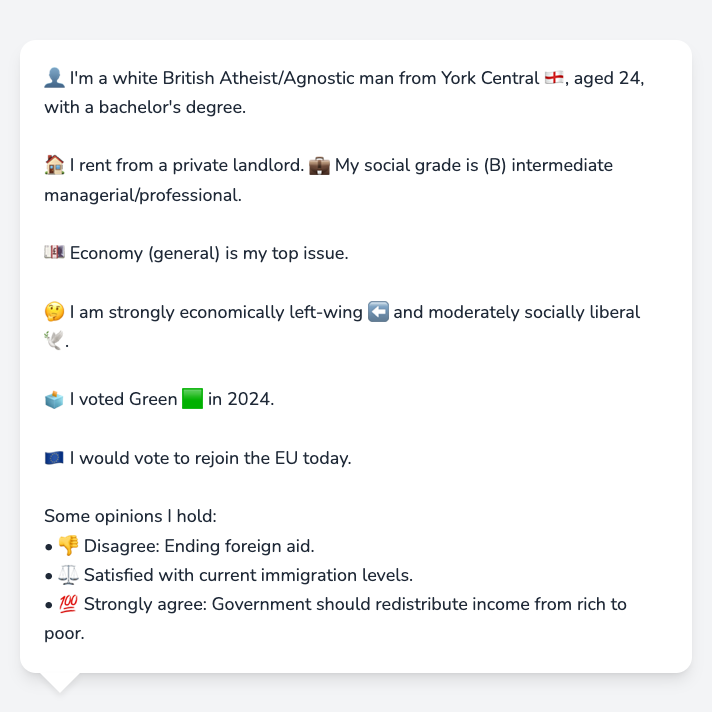 👤 I'm a white British Atheist/Agnostic man from York Central 🏴󠁧󠁢󠁥󠁮󠁧󠁿, aged 24,
with a bachelor's degree.
🏠 I rent from a private landlord. 💼 My social grade is (B) intermediate
managerial/professional.
💷 Economy (general) is my top issue.
🤔 I am strongly economically left-wing ⬅️ and moderately socially liberal
🕊️.
🗳️ I voted Green 🟩 in 2024.
🇪🇺 I would vote to rejoin the EU today.
Some opinions I hold:
• 👎 Disagree: Ending foreign aid.
• ⚖️ Satisfied with current immigration levels.
• 💯 Strongly agree: Government should redistribute income from rich to
poor.